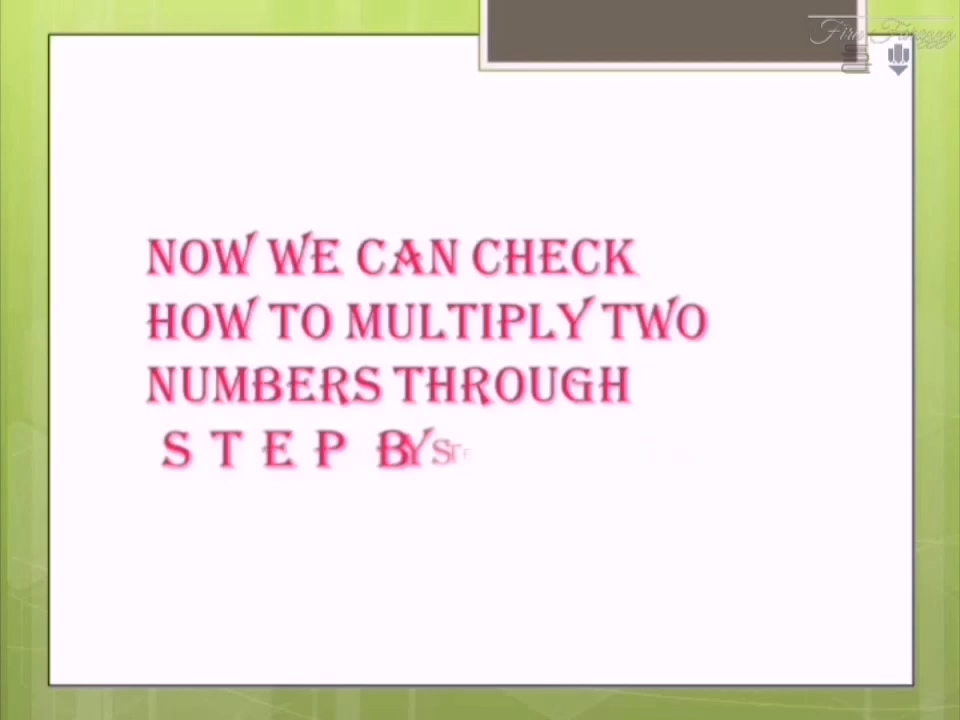 NOW WE CAN CHECK
HOW TO MULTIPLY TWO
NUMBERS THROUGH
S T E P BY